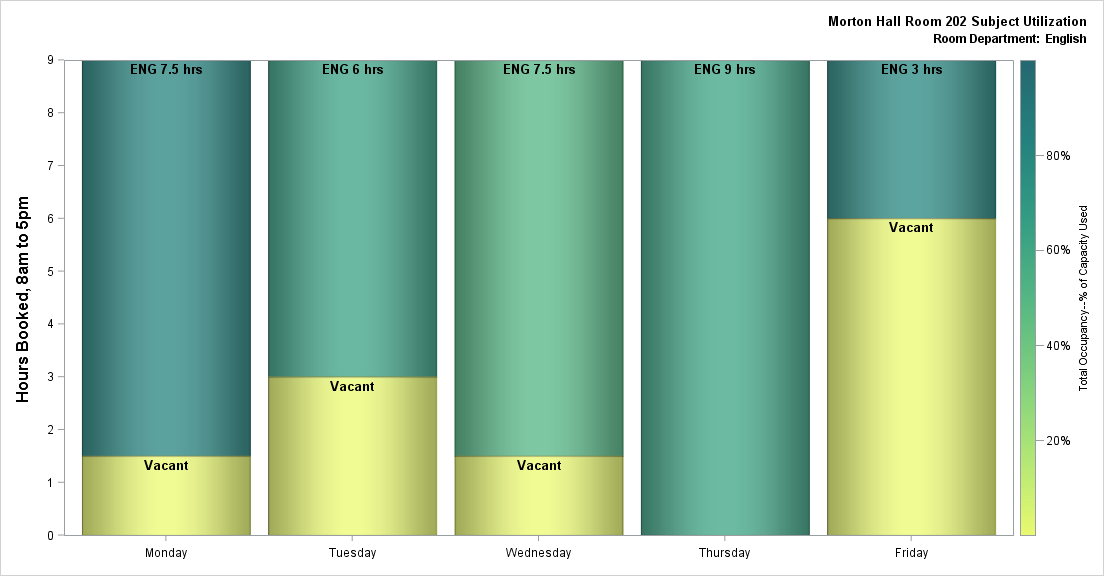 Morton Hall Room 202 Subject Utilization
Room Department: English
Hours Booked, 8am to 5pm
9
8
7
6
5
4
3
2
1
0
ENG 7.5 hrs
ENG 6 hrs
ENG 7.5 hrs
ENG 9 hrs
ENG 3 hrs
Vacant
Vacant
Vacant
Vacant
Monday
Tuesday
Wednesday
Thursday
Friday
80%
60%
40%
20%
Total Occupancy--% of Capacity Used